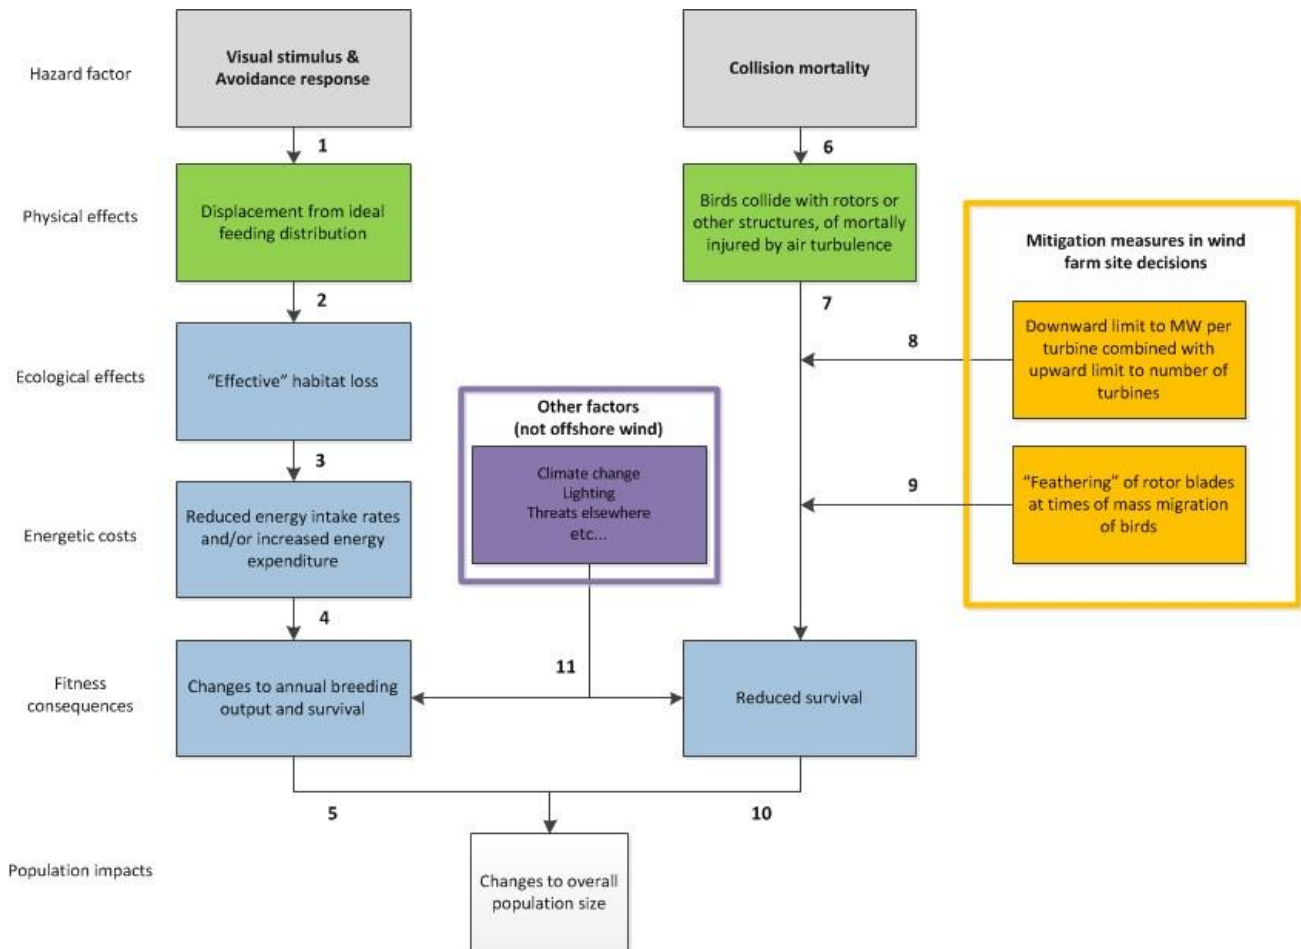 Hazard factor
Visual stimulus &
Avoidance response
Collision mortality
1
6
Physical effects
Displacement from ideal
feeding distribution
Birds collide with rotors or
other structures, of mortally
injured by air turbulence
Mitigation measures in wind
farm site decisions
2
7
Ecological effects
"Effective" habitat loss
8
Downward limit to MW per
turbine combined with
upward limit to number of
turbines
Other factors
(not offshore wind)
3
Climate change
Lighting
Threats elsewhere
etc...
9
"Feathering" of rotor blades
at times of mass migration
of birds
Energetic costs
Reduced energy intake rates
and/or increased energy
expenditure
4
11
Fitness
consequences
Changes to annual breeding
output and survival
Reduced survival
5
10
Population impacts
Changes to overall
population size